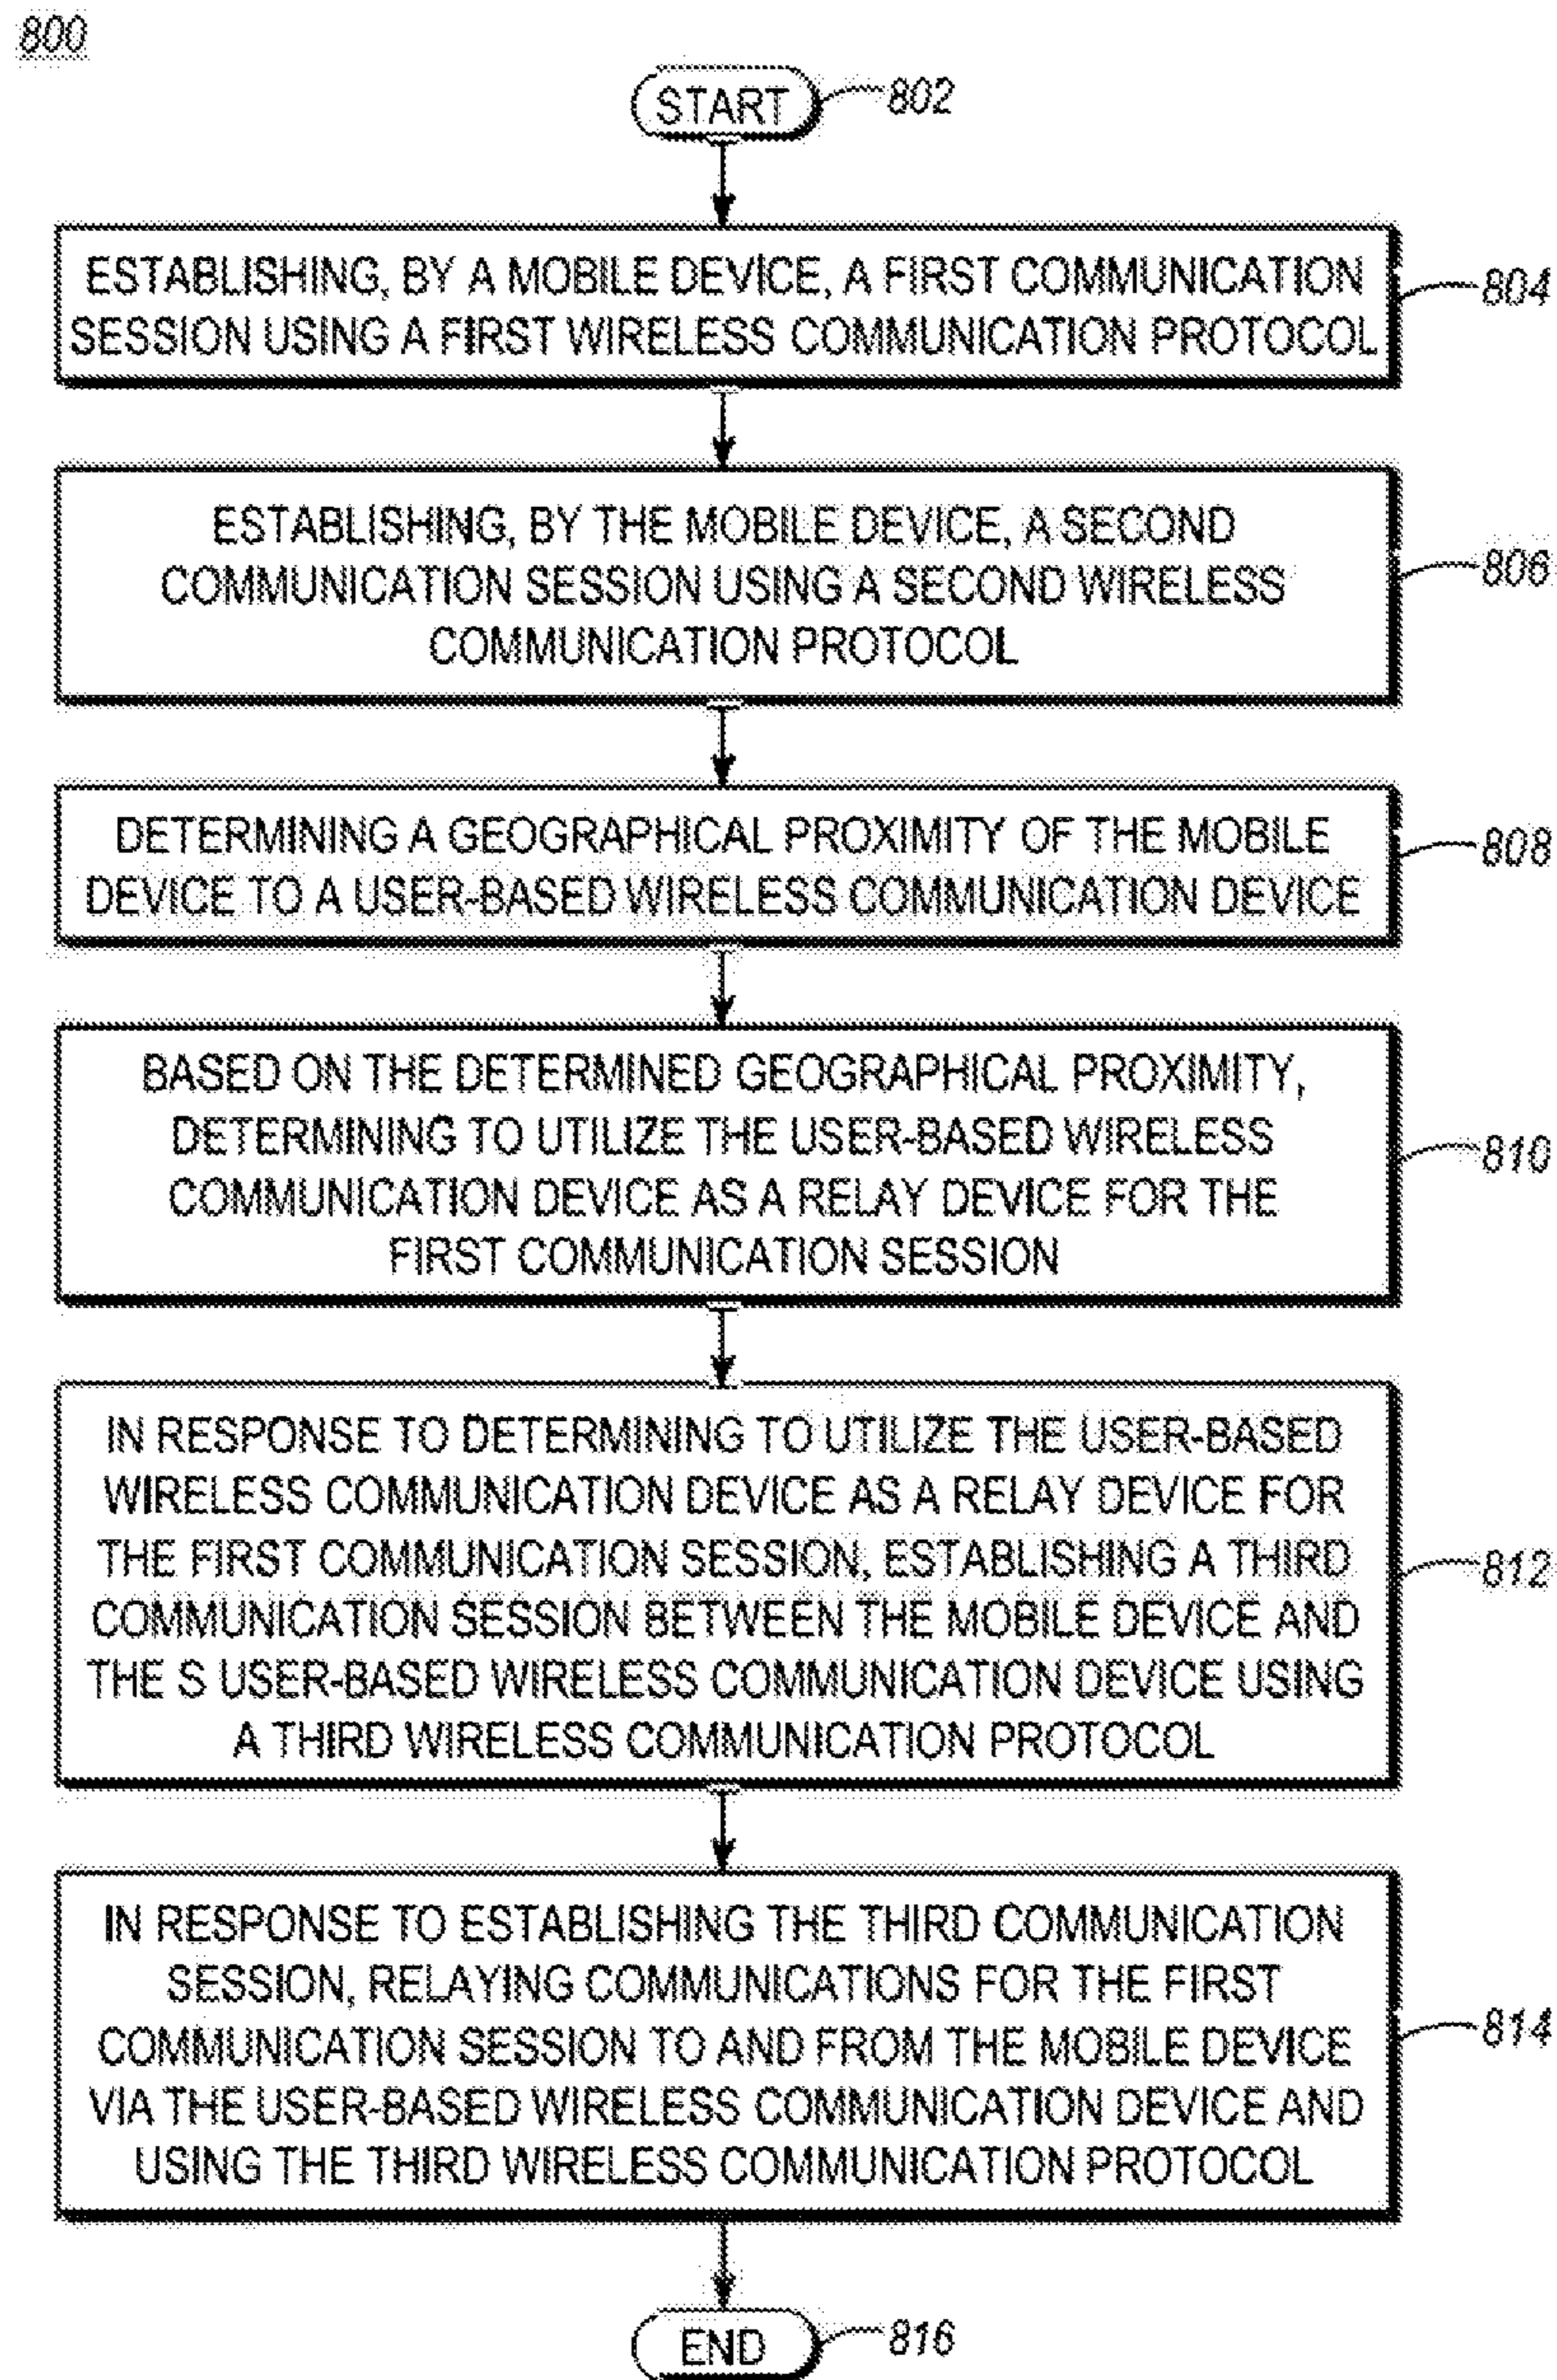 800
START
802
ESTABLISHING, BY A MOBILE DEVICE, A FIRST COMMUNICATION
SESSION USING A FIRST WIRELESS COMMUNICATION PROTOCOL
804
ESTABLISHING, BY THE MOBILE DEVICE, A SECOND
COMMUNICATION SESSION USING A SECOND WIRELESS
COMMUNICATION PROTOCOL
806
DETERMINING A GEOGRAPHICAL PROXIMITY OF THE MOBILE
DEVICE TO A USER-BASED WIRELESS COMMUNICATION DEVICE
808
BASED ON THE DETERMINED GEOGRAPHICAL PROXIMITY,
DETERMINING TO UTILIZE THE USER-BASED WIRELESS
COMMUNICATION DEVICE AS A RELAY DEVICE FOR THE
FIRST COMMUNICATION SESSION
810
IN RESPONSE TO DETERMINING TO UTILIZE THE USER-BASED
WIRELESS COMMUNICATION DEVICE AS A RELAY DEVICE FOR
THE FIRST COMMUNICATION SESSION, ESTABLISHING A THIRD
COMMUNICATION SESSION BETWEEN THE MOBILE DEVICE AND
THE S USER-BASED WIRELESS COMMUNICATION DEVICE USING
A THIRD WIRELESS COMMUNICATION PROTOCOL
812
IN RESPONSE TO ESTABLISHING THE THIRD COMMUNICATION
SESSION, RELAYING COMMUNICATIONS FOR THE FIRST
COMMUNICATION SESSION TO AND FROM THE MOBILE DEVICE
VIA THE USER-BASED WIRELESS COMMUNICATION DEVICE AND
USING THE THIRD WIRELESS COMMUNICATION PROTOCOL
814
END
816